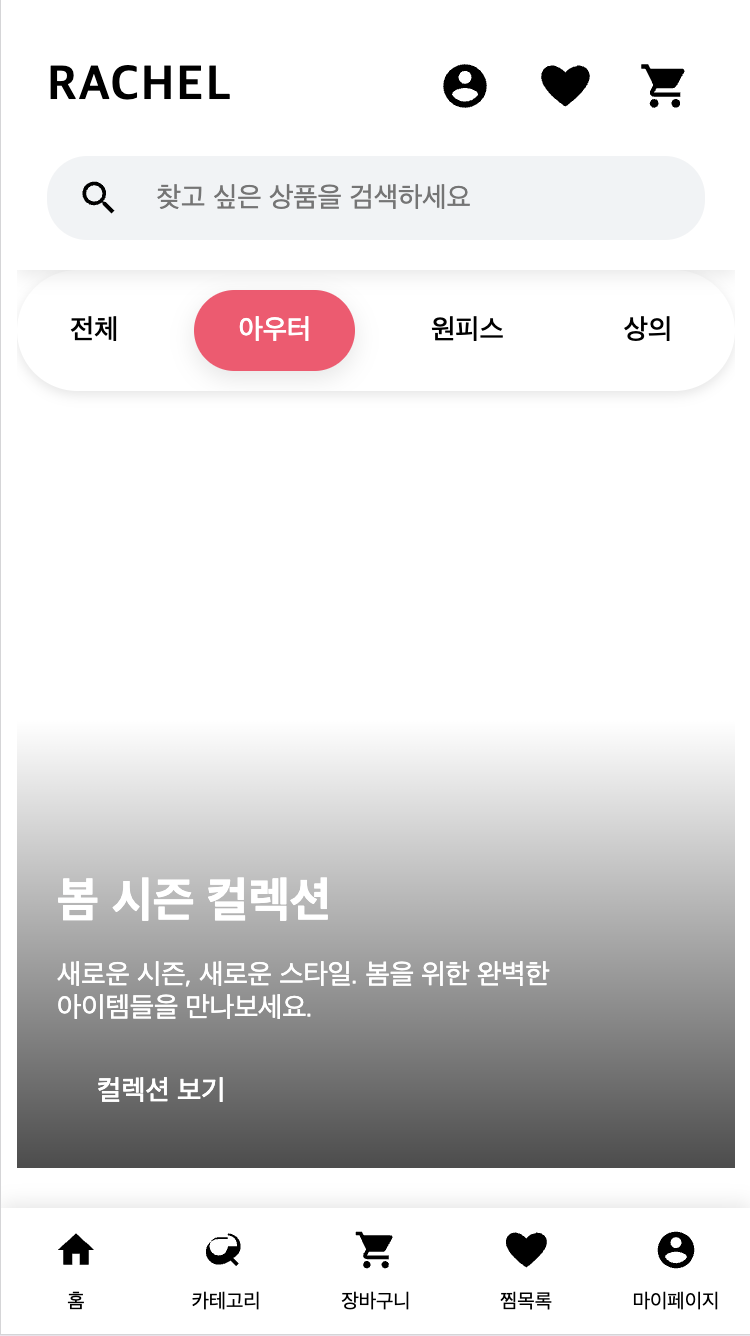 RACHEL
찾고 싶은 상품을 검색하세요
전체 아우터 원피스 상의
봄 시즌 컬렉션
새로운 시즌, 새로운 스타일. 봄을 위한 완벽한
아이템들을 만나보세요.
컬렉션 보기
홈 카테고리 장바구니 찜목록 마이페이지